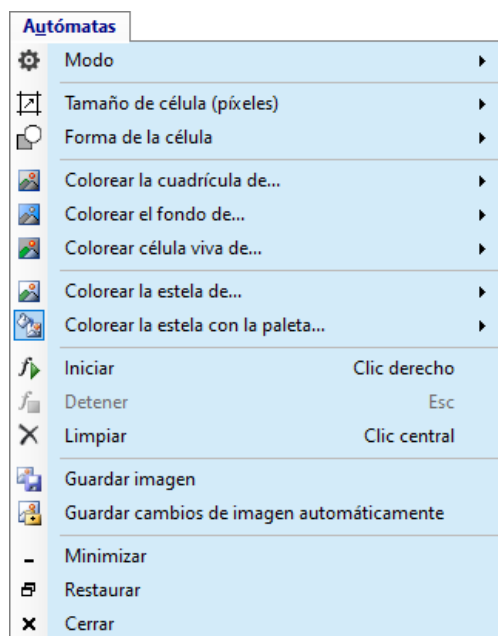 Autómatas
Modo
Tamaño de célula (píxeles)
Forma de la célula
Colorear la cuadrícula de...
Colorear el fondo de...
Colorear célula viva de...
Colorear la estela de...
Colorear la estela con la paleta...
Iniciar Clic derecho
Detener Esc
Limpiar Clic central
Guardar imagen
Guardar cambios de imagen automáticamente
Minimizar
Restaurar
Cerrar